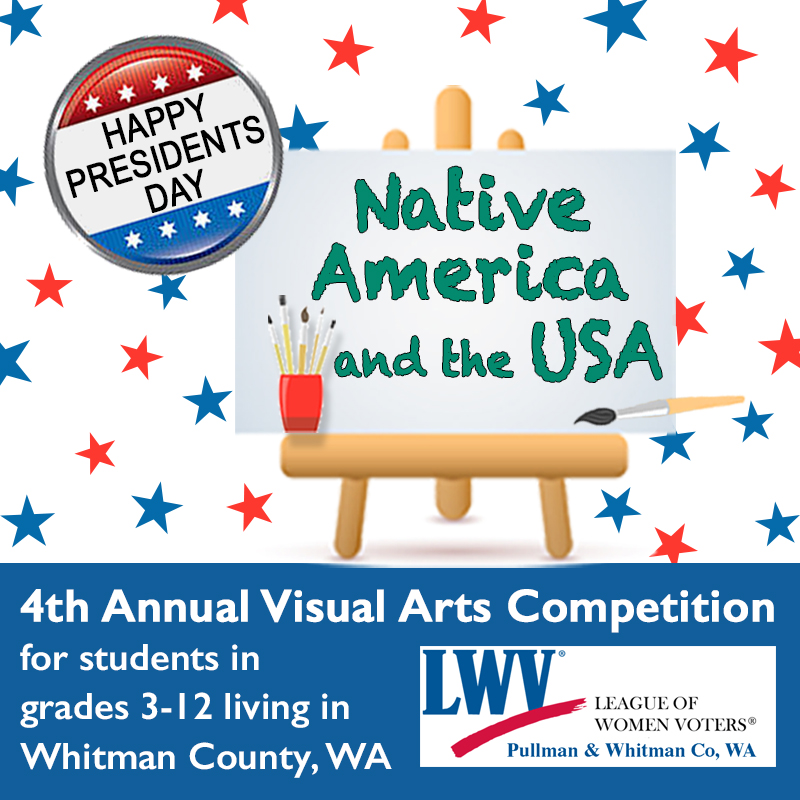 HAPPY
PRESIDENTS
DAY
Native
America
and the USA
4th Annual Visual Arts Competition
for students in
grades 3-12 living in
Whitman County, WA
LWV®
LEAGUE OF
WOMEN VOTERS®
Pullman & Whitman Co, WA